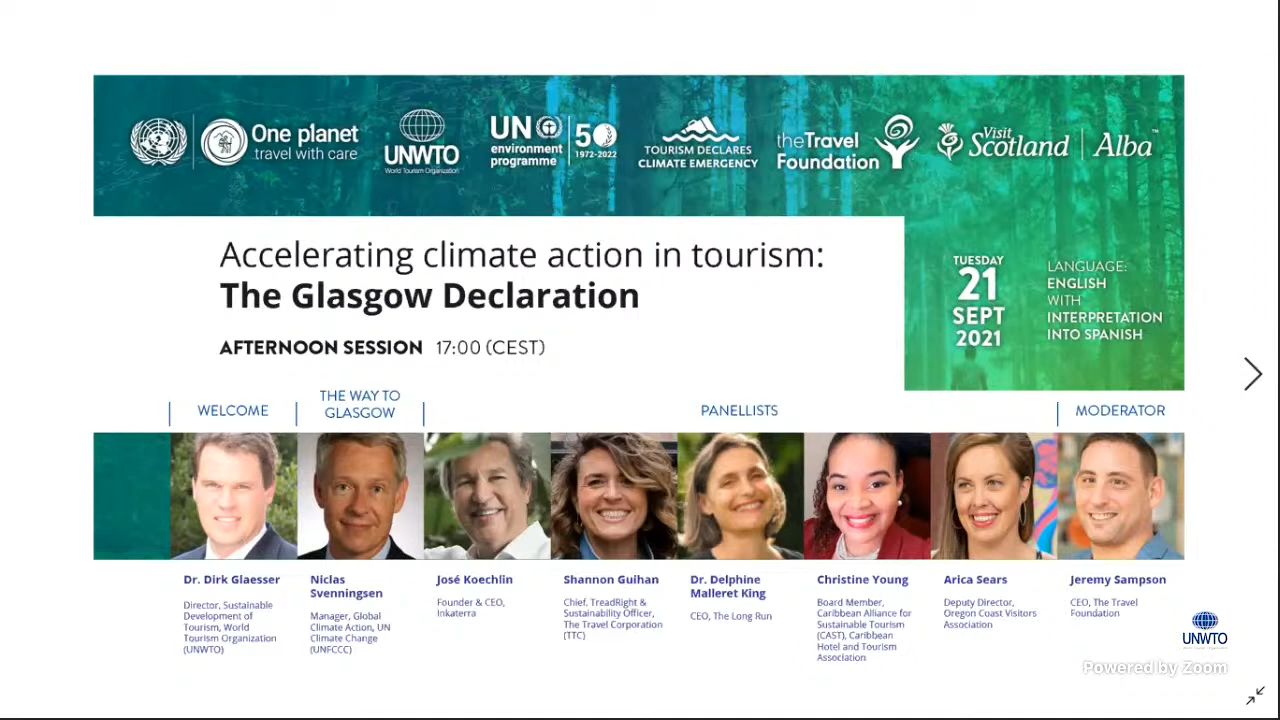 One planet
travel with care
UNWTO
World Tourism Organization
UN
environment
programme
50
1972-2022
TOURISM DECLARES
CLIMATE EMERGENCY
theTravel
Foundation
Visit
Scotland | Alba™
Accelerating climate action in tourism:
The Glasgow Declaration
AFTERNOON SESSION 17:00 (CEST)
TUESDAY
21
SEPT
2021
LANGUAGE:
ENGLISH
WITH
INTERPRETATION
INTO SPANISH
WELCOME
THE WAY TO
GLASGOW
PANELLISTS
MODERATOR
Dr. Dirk Glaesser
Director, Sustainable
Development of
Tourism, World
Tourism Organization
(UNWTO)
Niclas
Svenningsen
Manager, Global
Climate Action, UN
Climate Change
(UNFCCC)
José Koechlin
Founder & CEO,
Inkaterra
Shannon Guihan
Chief, TreadRight &
Sustainability Officer,
The Travel Corporation
(TTC)
Dr. Delphine
Malleret King
CEO, The Long Run
Christine Young
Board Member,
Caribbean Alliance for
Sustainable Tourism
(CAST), Caribbean
Hotel and Tourism
Association
Arica Sears
Deputy Director,
Oregon Coast Visitors
Association
Jeremy Sampson
CEO, The Travel
Foundation
UNWTO
Powered by Zoom